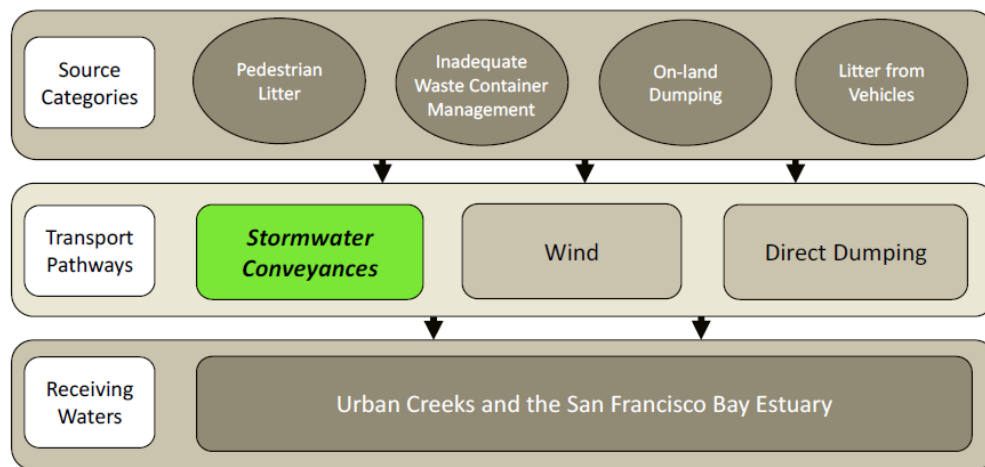 Source
Categories
Pedestrian
Litter
Inadequate
Waste Container
Management
On-land
Dumping
Litter from
Vehicles
Transport
Pathways
Stormwater
Conveyances
Wind
Direct Dumping
Receiving
Waters
Urban Creeks and the San Francisco Bay Estuary